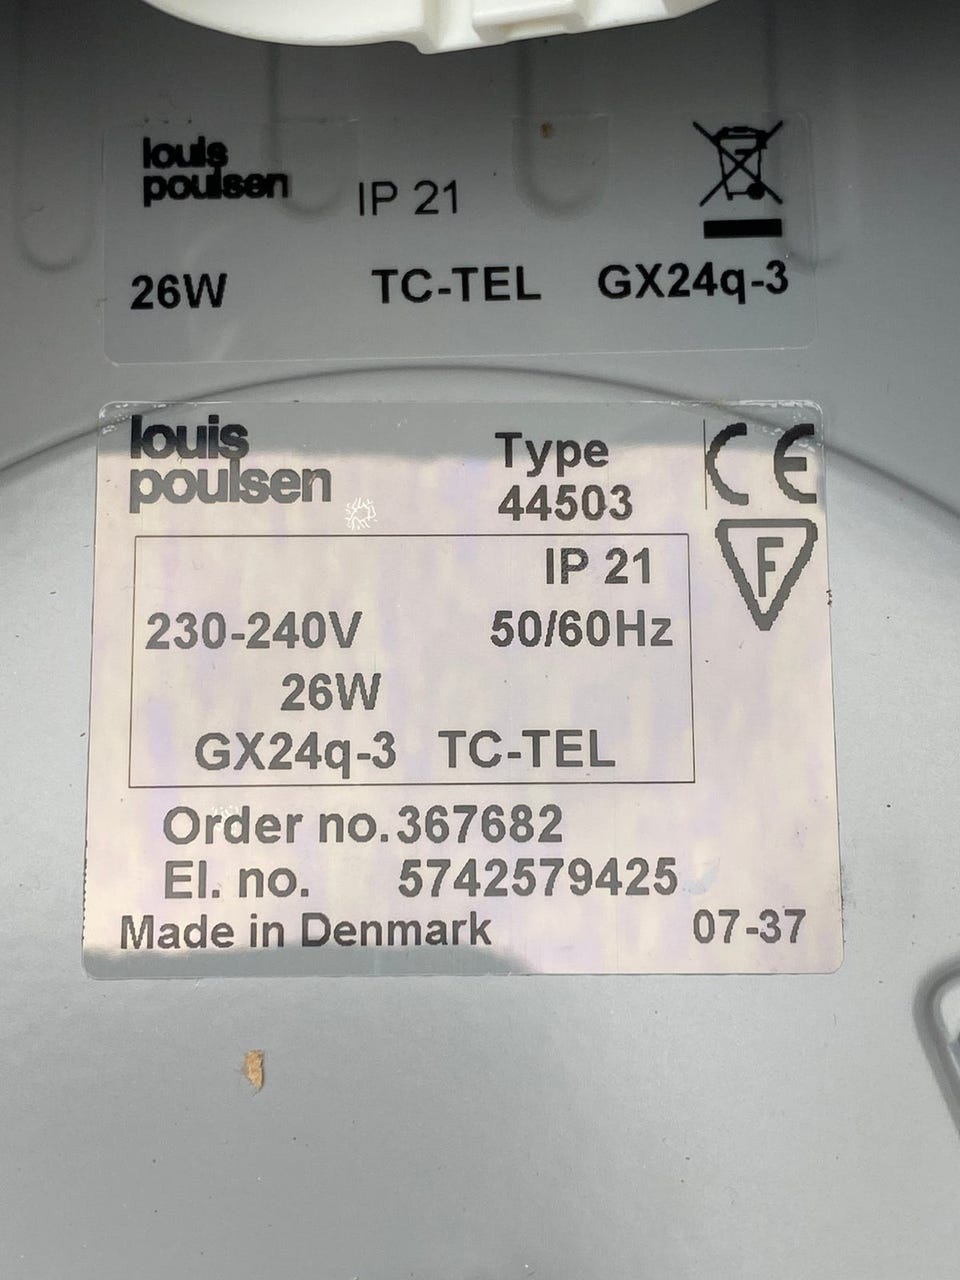 louis
poulsen IP 21
26W TC-TEL GX24q-3
louis
poulsen
Type
44503
CE
F
IP 21
230-240V 50/60Hz
26W
GX24q-3 TC-TEL
Order no. 367682
El. no. 5742579425
Made in Denmark 07-37